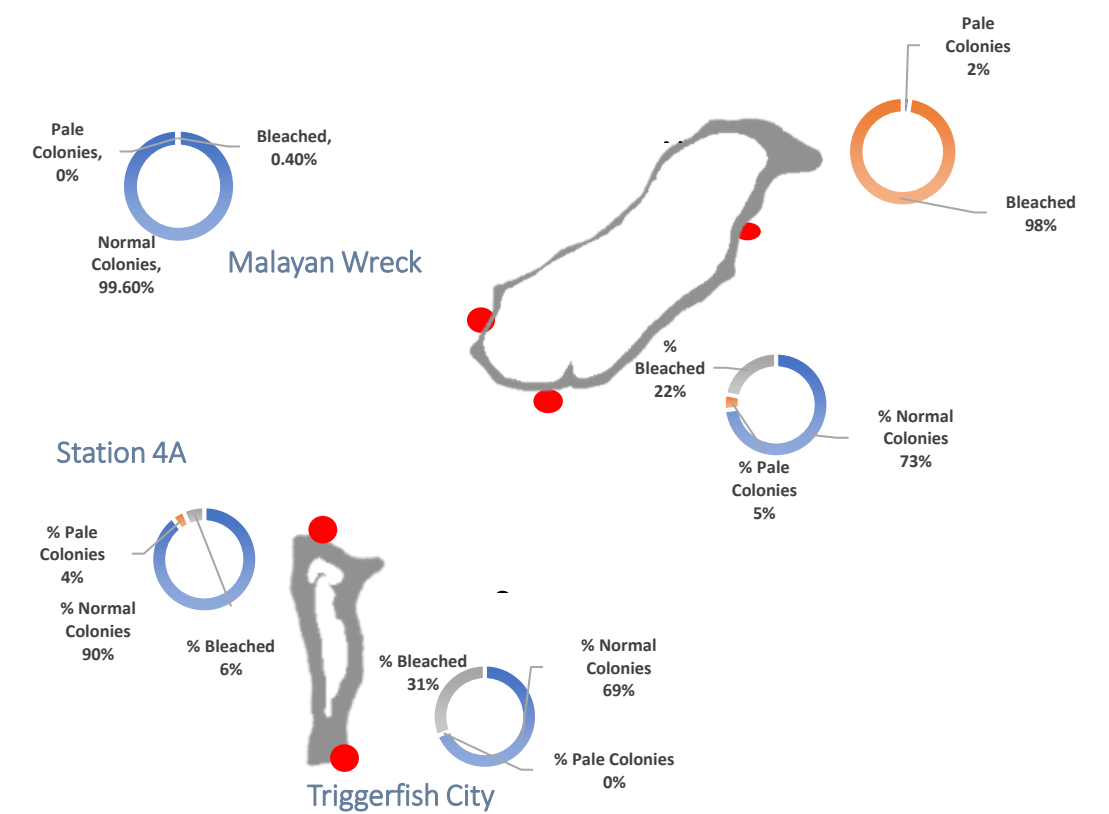 Pale
Colonies
2%
Pale
Colonies,
0%
Bleached,
0.40%
Bleached
98%
Normal
Colonies,
99.60%
Malayan Wreck
%
Bleached
22%
% Normal
Colonies
73%
% Pale
Colonies
5%
Station 4A
% Pale
Colonies
4%
% Normal
Colonies
90%
% Bleached
6%
% Bleached
31%
% Normal
Colonies
69%
% Pale Colonies
0%
Triggerfish City